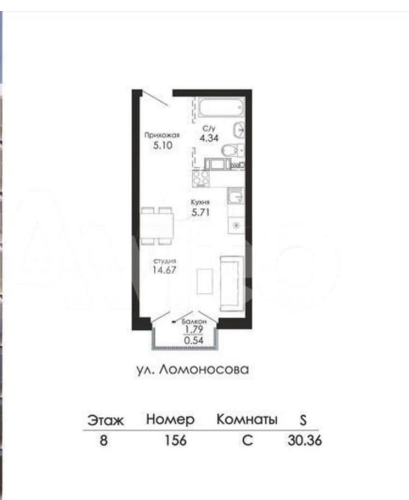 Прихожая
5.10
С/у
4.34
Кухня
5.71
студия
14.67
Балкон
1.79
0.54
ул. Ломоносова
Этаж Номер Комнаты S
8 156 С 30.36
Avito